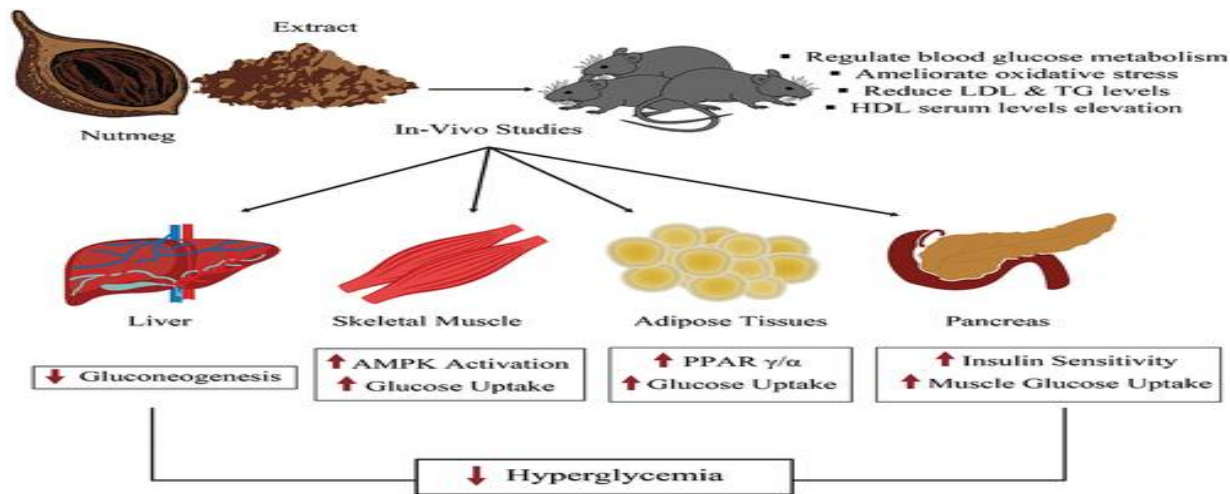 Extract
Nutmeg
In-Vivo Studies
▪ Regulate blood glucose metabolism
▪ Ameliorate oxidative stress
▪ Reduce LDL & TG levels
▪ HDL serum levels elevation
Liver
Skeletal Muscle
Adipose Tissues
Pancreas
↓ Gluconeogenesis
↑ AMPK Activation
↑ Glucose Uptake
↑ PPAR γ/α
↑ Glucose Uptake
↑ Insulin Sensitivity
↑ Muscle Glucose Uptake
↓ Hyperglycemia